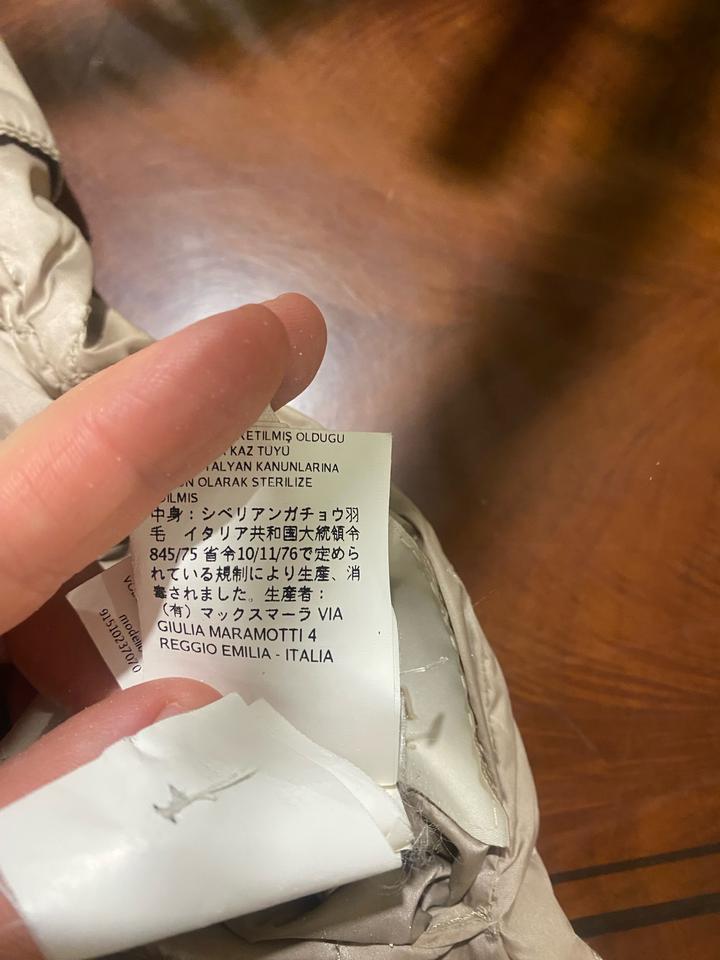 KETILMIŞ OLDUGU
KAZ TÜYÜ
TALYAN KANUNLARINA
OLARAK STERILIZE
中身：シベリアンガチョウ羽
毛　イタリア共和国大統領令
845/75 省令10/11/76で定めら
れている規制により生産、消
毒されました。生産者：
（有）マックスマーラ VIA
GIULIA MARAMOTTI 4
REGGIO EMILIA - ITALIA
modello
91510237070